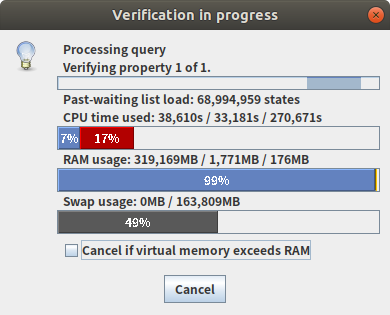 Verification in progress
Processing query
Verifying property 1 of 1.
Past-waiting list load: 68,994,959 states
CPU time used: 38,610s / 33,181s / 270,671s
7% 17%
RAM usage: 319,169MB / 1,771MB / 176MB
99%
Swap usage: 0MB / 163,809MB
49%
Cancel if virtual memory exceeds RAM
Cancel